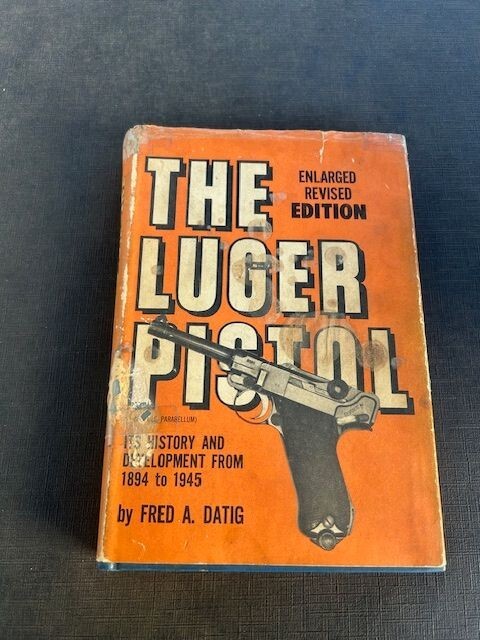 THE
LUGER
PISTOL
ENLARGED
REVISED
EDITION
PARABELLUM)
ITS HISTORY AND
DEVELOPMENT FROM
1894 to 1945
by FRED A. DATIG